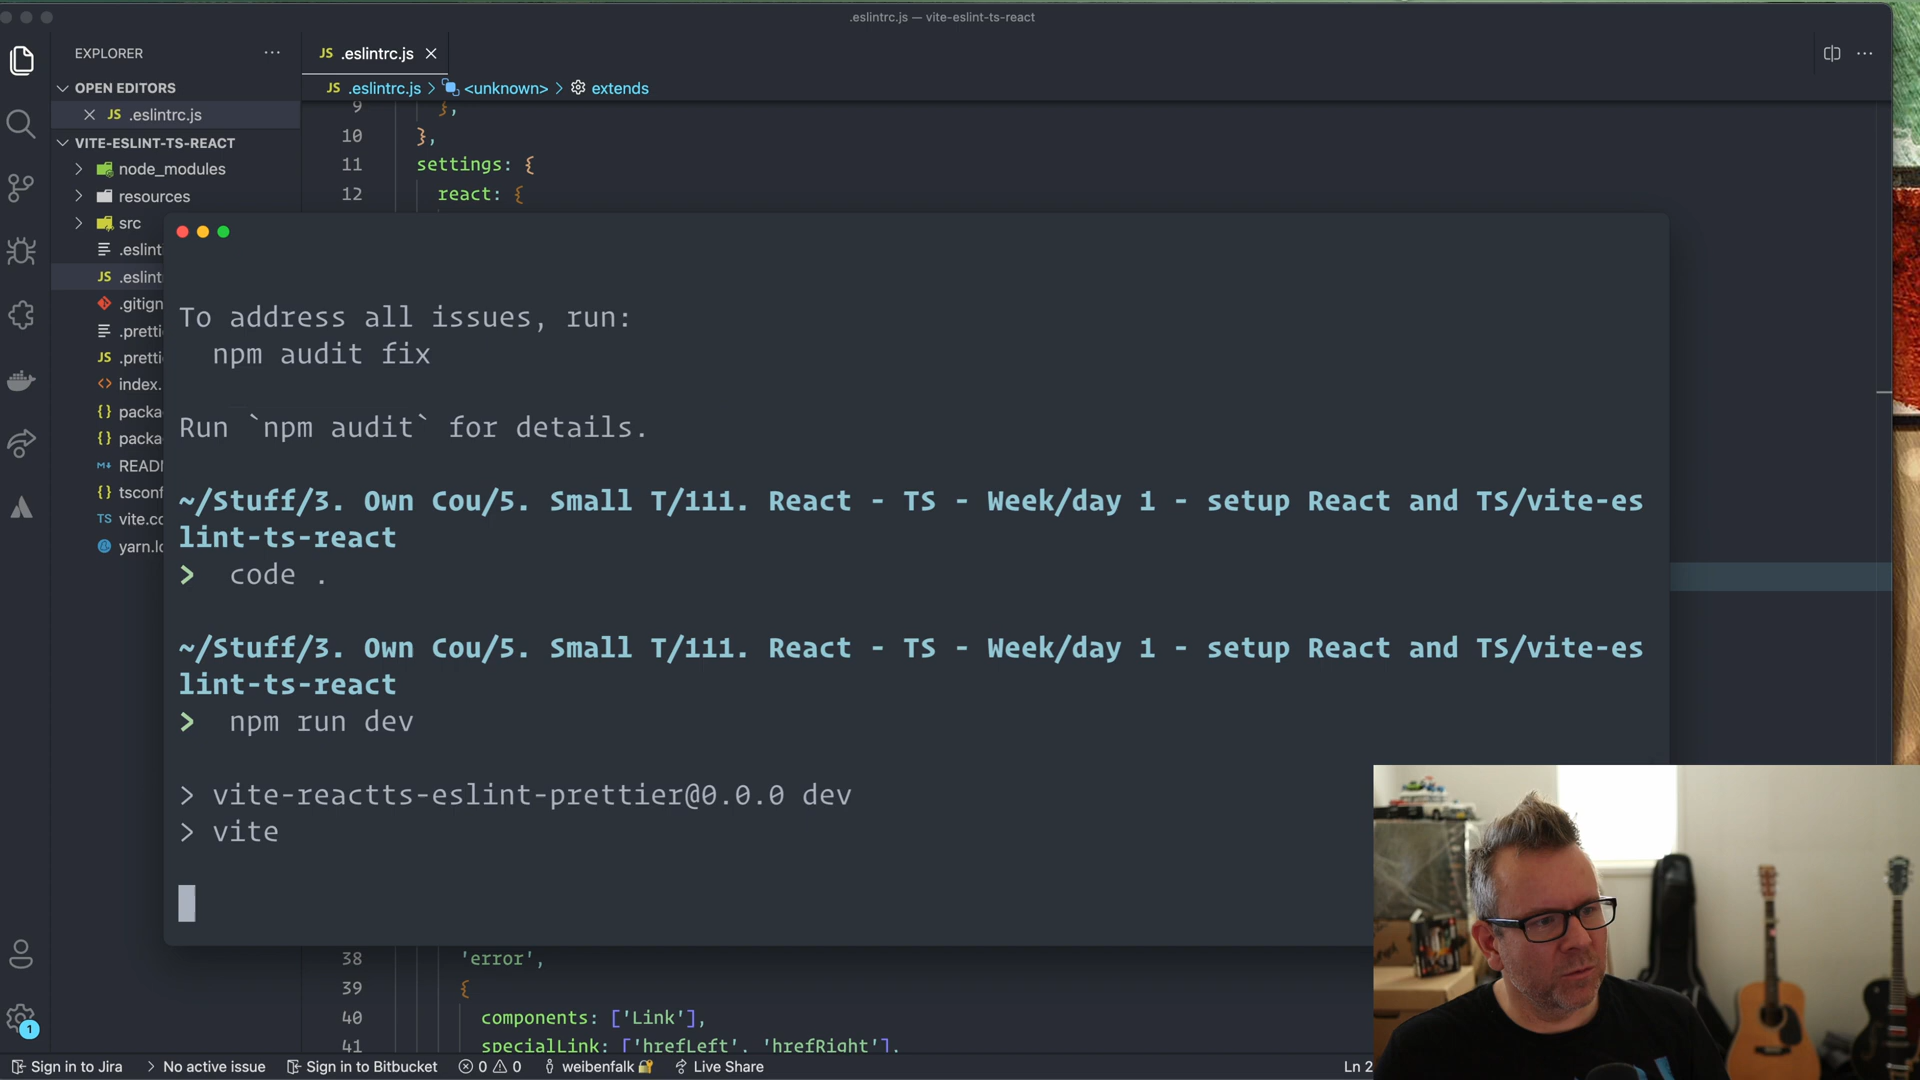 .eslintrc.js — vite-eslint-ts-react
EXPLORER
JS .eslintrc.js
OPEN EDITORS
JS .eslintrc.js > <unknown> > extends
JS .eslintrc.js
9 },
VITE-ESLINT-TS-REACT
10 },
node_modules
11 settings: {
resources
12 react: {
src
.eslint
JS .eslint
.gitign
.pretti
JS .pretti
<> index.
{} packa
{} packa
M+ READ
{} tsconf
TS vite.co
yarn.lo
To address all issues, run:
npm audit fix
Run `npm audit` for details.
~/Stuff/3. Own Cou/5. Small T/111. React - TS - Week/day 1 - setup React and TS/vite-es
lint-ts-react
> code .
~/Stuff/3. Own Cou/5. Small T/111. React - TS - Week/day 1 - setup React and TS/vite-es
lint-ts-react
> npm run dev
> vite-reactts-eslint-prettier@0.0.0 dev
> vite
38 'error',
39 {
40 components: ['Link'],
41 specialLink: ['hrefLeft', 'hrefRight'],
1
Sign in to Jira > No active issue Sign in to Bitbucket 0 0 weibenfalk Live Share Ln 2